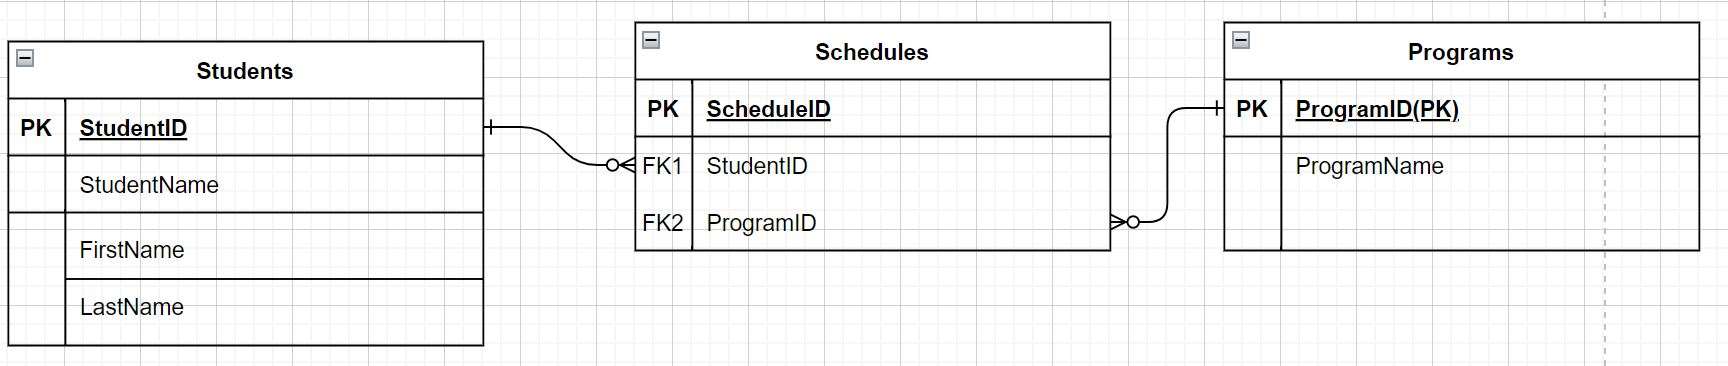 Students
PK StudentID
StudentName
FirstName
LastName
Schedules
PK ScheduleID
FK1 StudentID
FK2 ProgramID
Programs
PK ProgramID(PK)
ProgramName